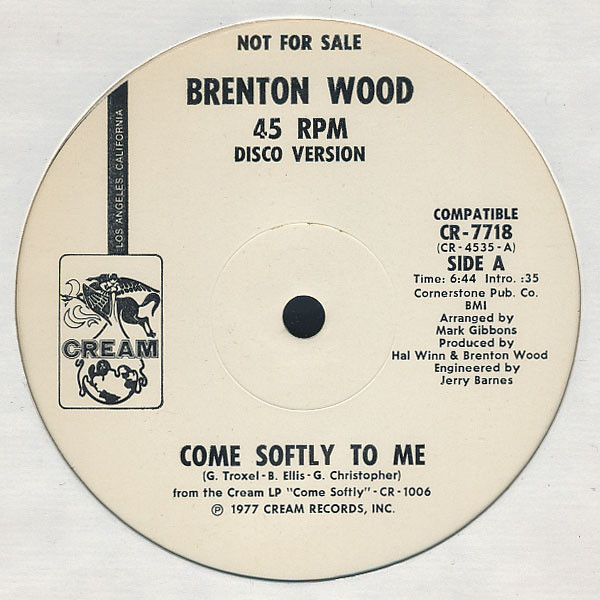 NOT FOR SALE
BRENTON WOOD
45 RPM
DISCO VERSION
LOS ANGELES, CALIFORNIA
COMPATIBLE
CR-7718
(CR-4535-A)
SIDE A
Time: 6:44 Intro. :35
Cornerstone Pub. Co.
BMI
Arranged by
Mark Gibbons
Produced by
Hal Winn & Brenton Wood
Engineered by
Jerry Barnes
CREAM
COME SOFTLY TO ME
(G. Troxel-B. Ellis-G. Christopher)
from the Cream LP "Come Softly"-CR-1006
℗ 1977 CREAM RECORDS, INC.